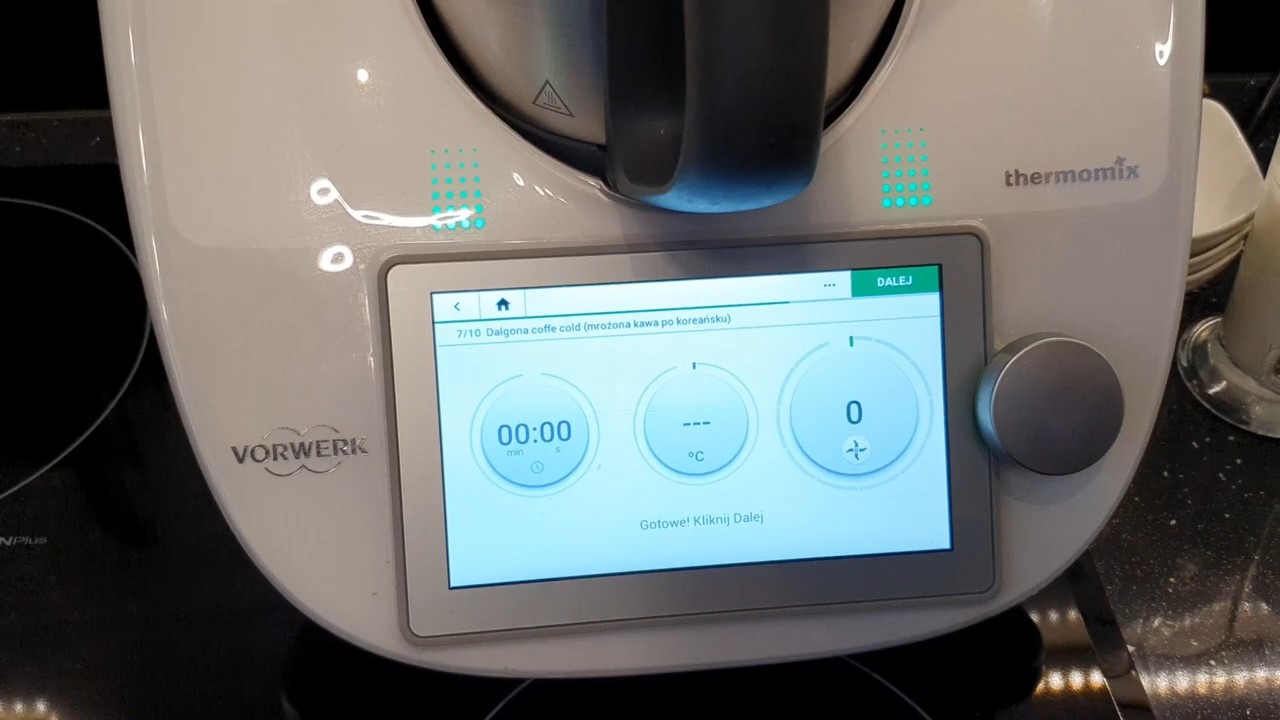 thermomix
DALEJ
7/10 Dalgona coffe cold (mrożona kawa po koreańsku)
00:00
min s
---
°C
0
VORWERK
Gotowe! Kliknij Dalej
NPlus